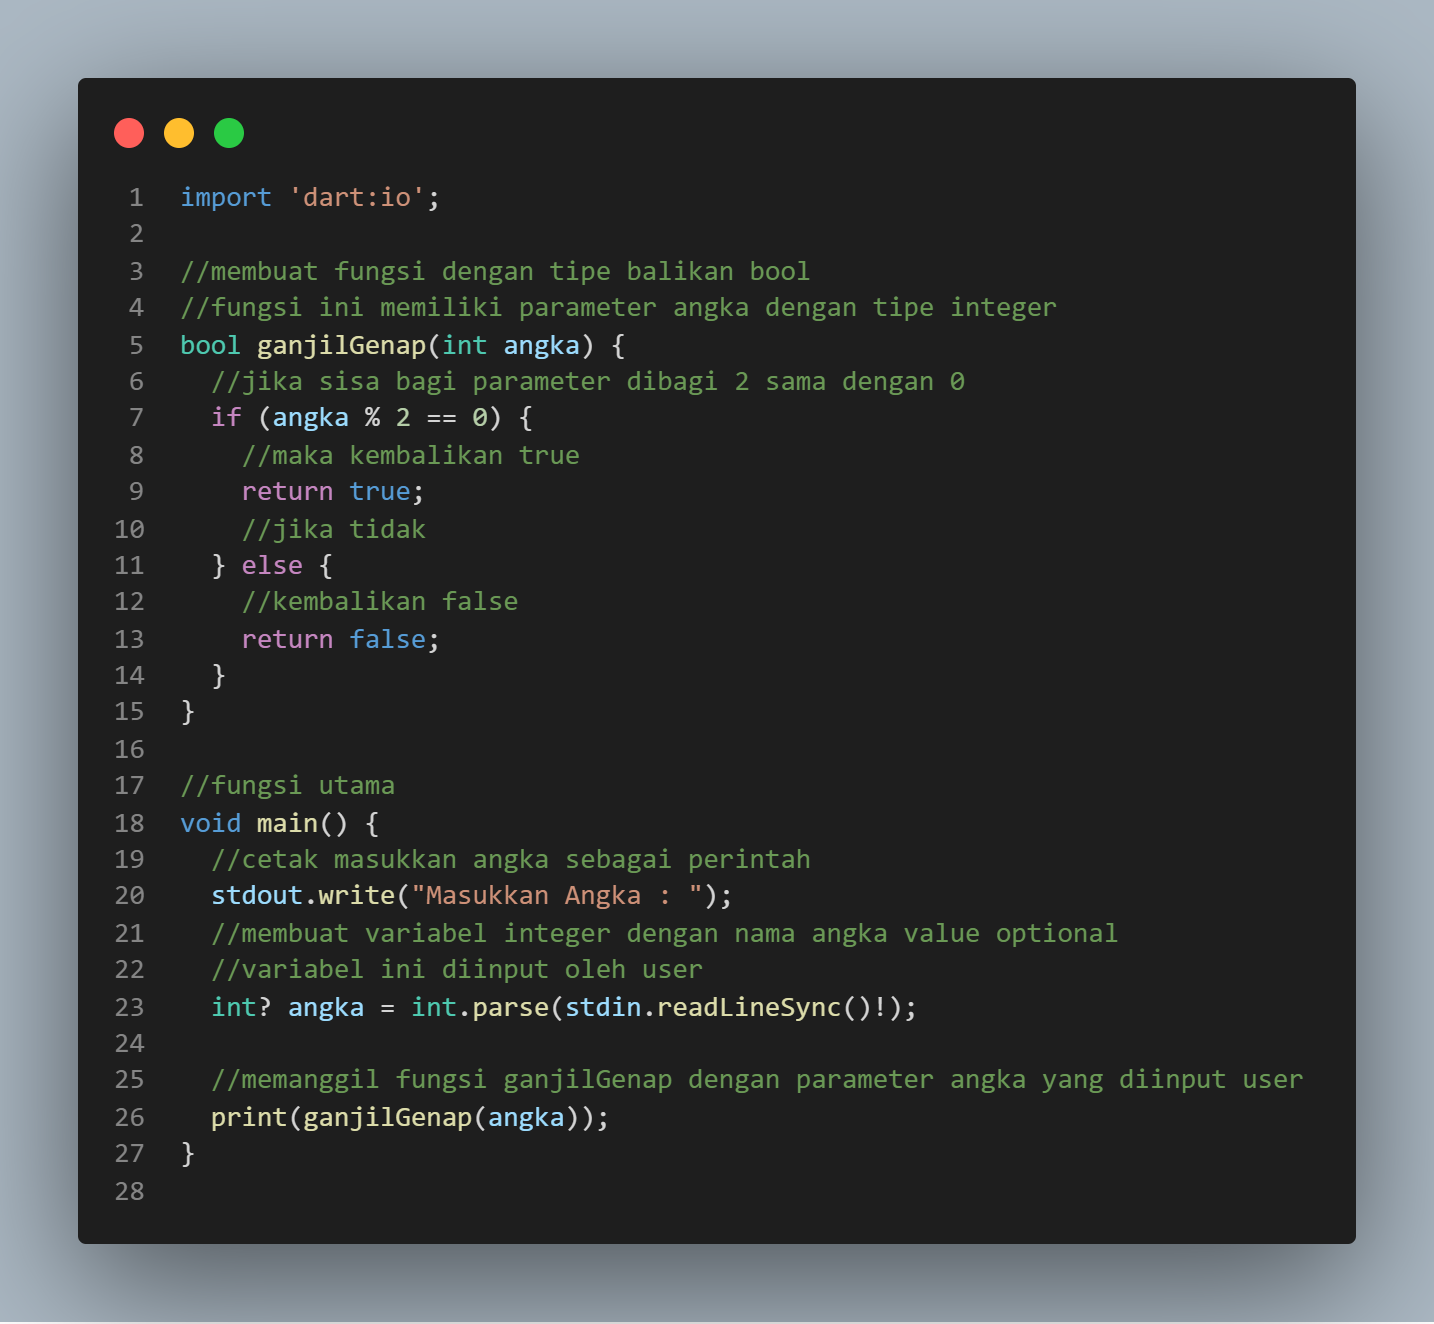 1 import 'dart:io';
2
3 //membuat fungsi dengan tipe balikan bool
4 //fungsi ini memiliki parameter angka dengan tipe integer
5 bool ganjilGenap(int angka) {
6   //jika sisa bagi parameter dibagi 2 sama dengan 0
7   if (angka % 2 == 0) {
8     //maka kembalikan true
9     return true;
10     //jika tidak
11   } else {
12     //kembalikan false
13     return false;
14   }
15 }
16
17 //fungsi utama
18 void main() {
19   //cetak masukkan angka sebagai perintah
20   stdout.write("Masukkan Angka : ");
21   //membuat variabel integer dengan nama angka value optional
22   //variabel ini diinput oleh user
23   int? angka = int.parse(stdin.readLineSync()!);
24
25   //memanggil fungsi ganjilGenap dengan parameter angka yang diinput user
26   print(ganjilGenap(angka));
27 }
28